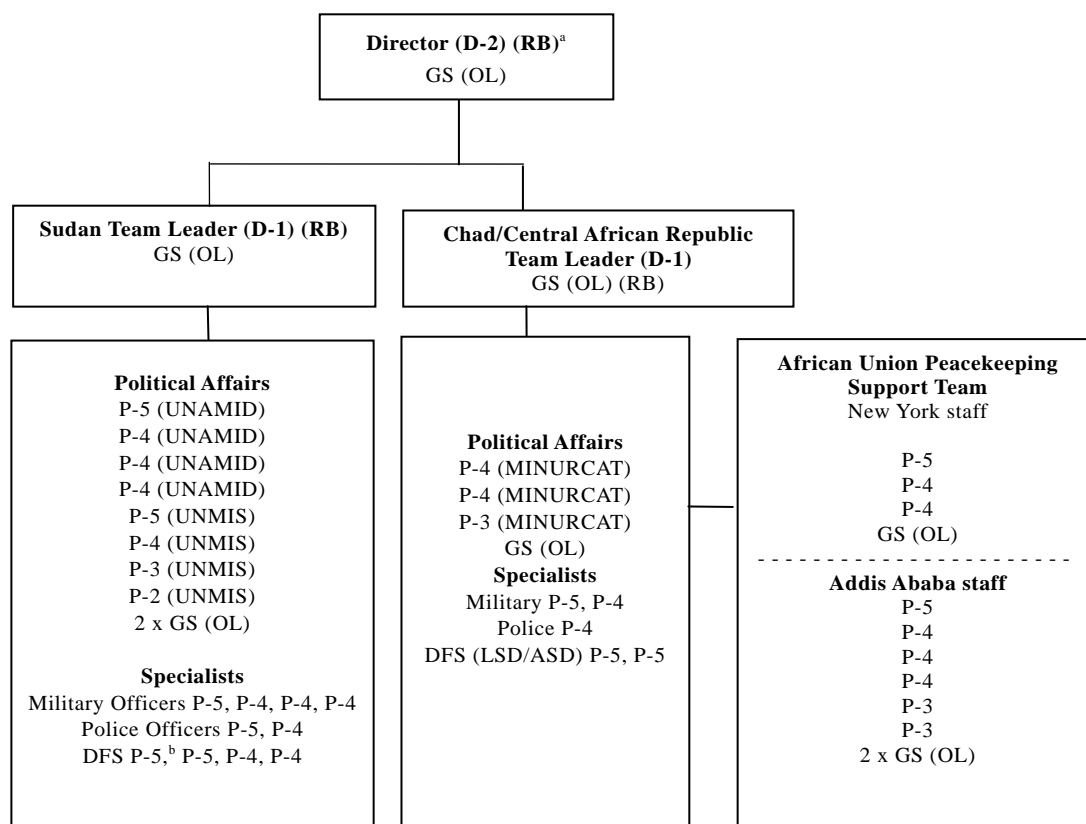 Director (D-2) (RB)a
GS (OL)
Sudan Team Leader (D-1) (RB)
GS (OL)
Chad/Central African Republic
Team Leader (D-1)
GS (OL) (RB)
Political Affairs
P-5 (UNAMID)
P-4 (UNAMID)
P-4 (UNAMID)
P-4 (UNAMID)
P-5 (UNMIS)
P-4 (UNMIS)
P-3 (UNMIS)
P-2 (UNMIS)
2 x GS (OL)
Specialists
Military Officers P-5, P-4, P-4, P-4
Police Officers P-5, P-4
DFS P-5,b P-5, P-4, P-4
Political Affairs
P-4 (MINURCAT)
P-4 (MINURCAT)
P-3 (MINURCAT)
GS (OL)
Specialists
Military P-5, P-4
Police P-4
DFS (LSD/ASD) P-5, P-5
African Union Peacekeeping
Support Team
New York staff
P-5
P-4
P-4
GS (OL)
Addis Ababa staff
P-5
P-4
P-4
P-4
P-3
P-3
2 x GS (OL)